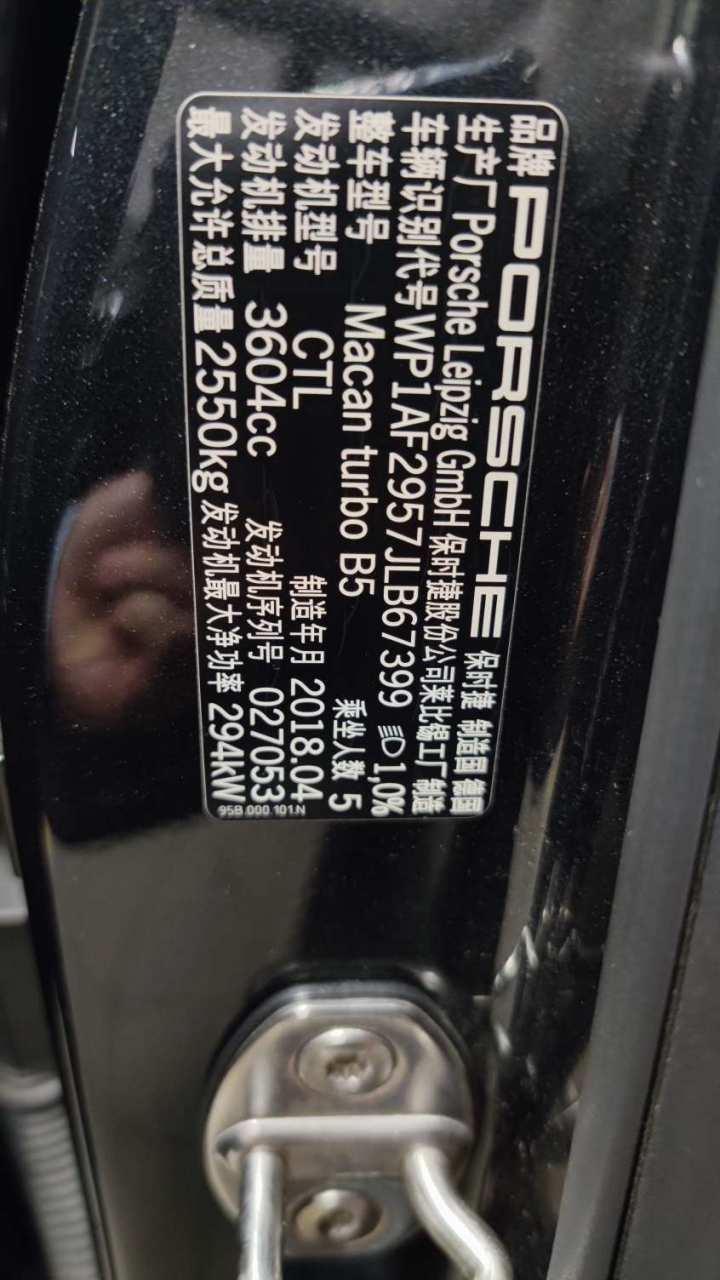 品牌 PORSCHE 保时捷 制造国 德国
生产厂 Porsche Leipzig GmbH 保时捷股份公司莱比锡工厂 制造
车辆识别代号 WP1AF2957JLB67399 1,0%
整车型号 Macan turbo B5 乘坐人数 5
发动机型号 CTL 制造年月 2018.04
发动机排量 3604cc 发动机序列号 027053
最大允许总质量 2550kg 发动机最大净功率 294kW
95B.000.101.N